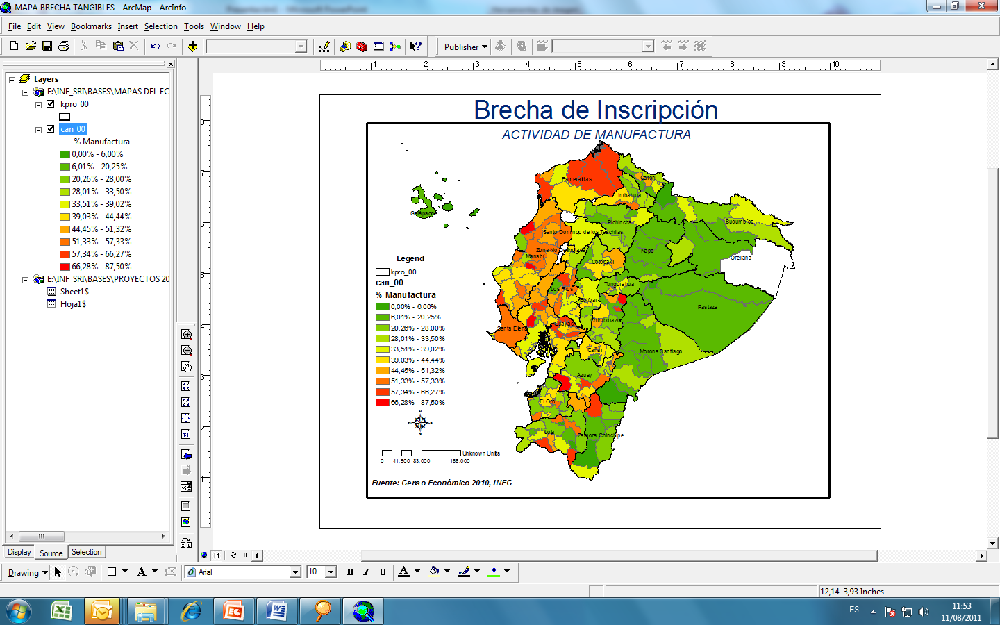 MAPA BRECHA TANGIBLES - ArcMap - ArcInfo
File Edit View Bookmarks Insert Selection Tools Window Help
Publisher
Layers
E:\INF_SRI\BASES\MAPAS DEL EC
kpro_00
can_00
% Manufactura
0,00% - 6,00%
6,01% - 20,25%
20,26% - 28,00%
28,01% - 33,50%
33,51% - 39,02%
39,03% - 44,44%
44,45% - 51,32%
51,33% - 57,33%
57,34% - 66,27%
66,28% - 87,50%
E:\INF_SRI\BASES\PROYECTOS 20
Sheet1$
Hoja1$
Display Source Selection
1 2 3 4 5 6 7 8 9 10
8
7
6
5
4
3
2
1
Brecha de Inscripción
ACTIVIDAD DE MANUFACTURA
Esmeraldas
Carchi
Imbabura
Galápagos
Sucumbios
Pichincha
Santo Domingo de los Tsachilas
Zona No Delimitada
Napo
Manabí
Orellana
Cotopaxi
Los Rios
Tungurahua
Bolívar
Pastaza
Chimborazo
Guayas
Santa Elena
Cañar
Morona Santiago
Azuay
El Oro
Loja
Zamora Chinchipe
Legend
kpro_00
can_00
% Manufactura
0,00% - 6,00%
6,01% - 20,25%
20,26% - 28,00%
28,01% - 33,50%
33,51% - 39,02%
39,03% - 44,44%
44,45% - 51,32%
51,33% - 57,33%
57,34% - 66,27%
66,28% - 87,50%
N
W E
S
Unknown Units
0 41.500 83.000 166.000
Fuente: Censo Económico 2010, INEC
Drawing A Arial 10 B I U A
12,14 3,93 Inches
ES
11:53
11/08/2011